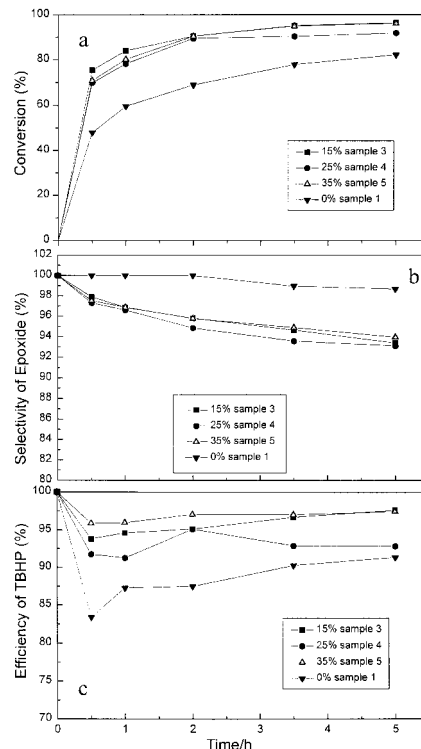 100
80
60
40
20
0
Conversion (%)
a
15% sample 3
25% sample 4
35% sample 5
0% sample 1
104
102
100
98
96
94
92
90
88
86
84
82
80
Selectivity of Epoxide (%)
b
15% sample 3
25% sample 4
35% sample 5
0% sample 1
100
95
90
85
80
75
70
Efficiency of TBHP (%)
c
15% sample 3
25% sample 4
35% sample 5
0% sample 1
0 1 2 3 4 5
Time/h